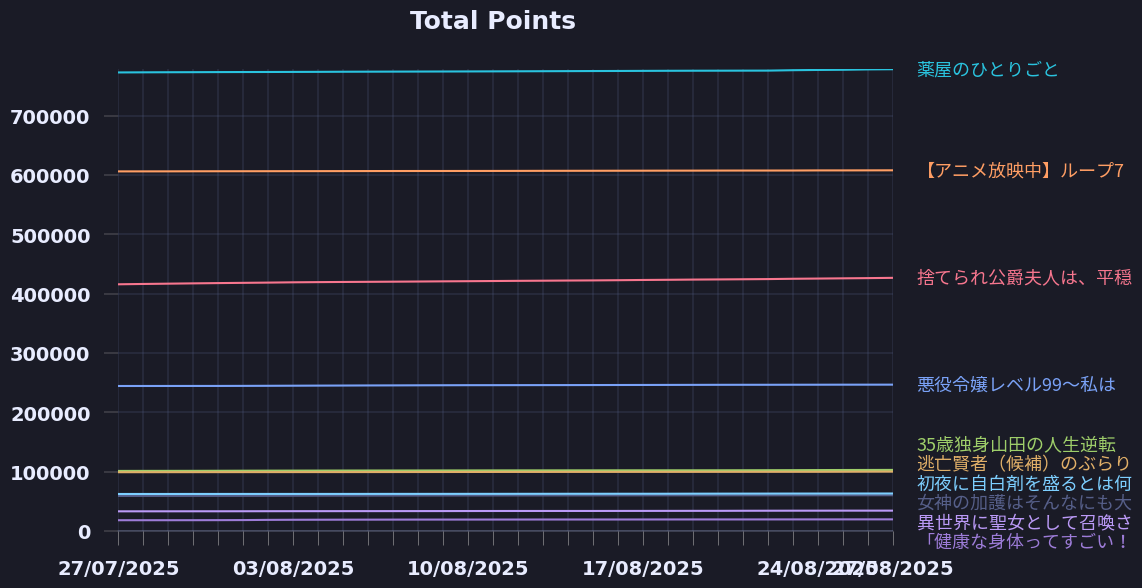 Total Points
700000
600000
500000
400000
300000
200000
100000
0
27/07/2025
03/08/2025
10/08/2025
17/08/2025
24/08/2025
27/08/2025
薬屋のひとりごと
【アニメ放映中】ループ7
捨てられ公爵夫人は、平穏
悪役令嬢レベル99～私は
35歳独身山田の人生逆転
逃亡賢者（候補）のぶらり
初夜に自白剤を盛るとは何
女神の加護はそんなにも大
異世界に聖女として召喚さ
「健康な身体ってすごい！